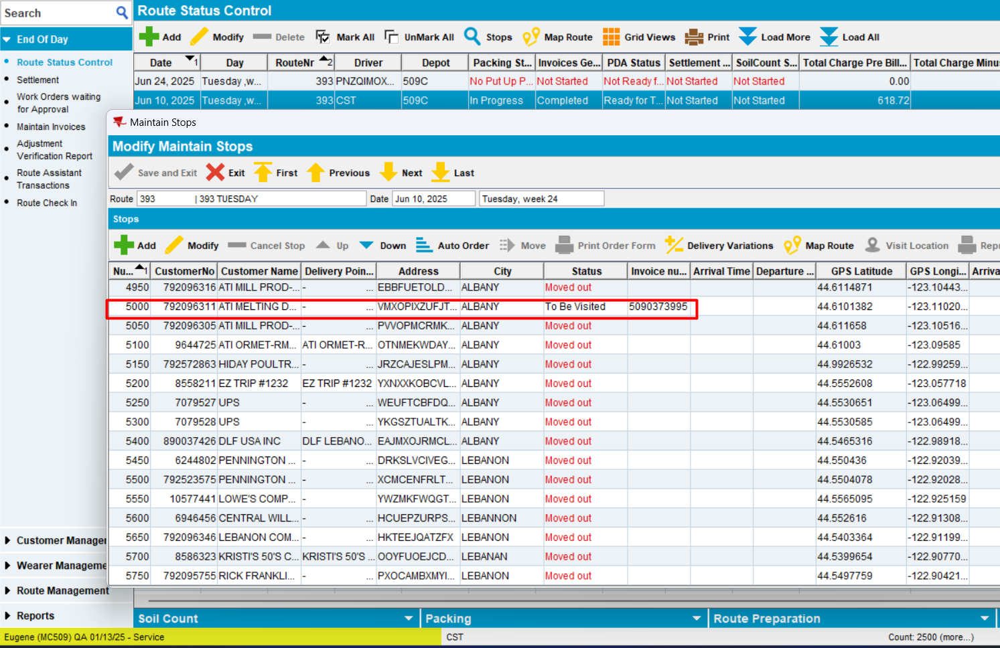 Search
Route Status Control
End Of Day
Add Modify Delete Mark All UnMark All Stops Map Route Grid Views Print Load More Load All
Route Status Control
Settlement
Work Orders waiting
for Approval
Maintain Invoices
Adjustment
Verification Report
Route Assistant
Transactions
Route Check In
Date 1 Day RouteNr 2 Driver Depot Packing St... Invoices Ge... PDA Status Settlement ... SoilCount S... Total Charge Pre Bill... Total Charge Minus
Jun 24, 2025 Tuesday ,w... 393 PNZQIMOX... 509C No Put Up P... Not Started Not Ready f... Not Started Not Started 0.00
Jun 10, 2025 Tuesday ,w... 393 CST 509C In Progress Completed Ready for T... Not Started Not Started 618.72
Maintain Stops
Modify Maintain Stops
Save and Exit Exit First Previous Next Last
Route 393 | 393 TUESDAY Date Jun 10, 2025 Tuesday, week 24
Stops
Add Modify Cancel Stop Up Down Auto Order Move Print Order Form Delivery Variations Map Route Visit Location Repr
Nu... 1 CustomerNo Customer Name Delivery Poin... Address City Status Invoice nu... Arrival Time Departure ... GPS Latitude GPS Longi... Arriva
4950 792096316 ATI MILL PROD-... - ... EBBFUETOLD... ALBANY Moved out 44.6114871 -123.10443...
5000 792096311 ATI MELTING D... - ... VMXOPIXZUFJT... ALBANY To Be Visited 5090373995 44.6101382 -123.11020...
5050 792096305 ATI MILL PROD-... - ... PVVOPMCRMK... ALBANY Moved out 44.611658 -123.10516...
5100 9644725 ATI ORMET-RM... ATI ORMET-R... OTNMEKWDAY... ALBANY Moved out 44.61003 -123.09585
5150 792572863 HIDAY POULTR... - ... JRZCAJESLPM... ALBANY Moved out 44.9926532 -122.99259...
5200 8558211 EZ TRIP #1232 EZ TRIP #1232 YXNXXKOBCVL... ALBANY Moved out 44.5552608 -123.057718
5250 7079527 UPS - ... WEUFTCBFDQ... ALBANY Moved out 44.5530651 -123.06499...
5300 7079528 UPS - ... YKGSZTUALTK... ALBANY Moved out 44.5530585 -123.06499...
5400 890037426 DLF USA INC DLF LEBANO... EAJMXOJRMCL... ALBANY Moved out 44.5465316 -122.98918...
5450 6244802 PENNINGTON ... - ... DRKSLVCIVEG... LEBANON Moved out 44.550436 -122.92039...
5500 792523575 PENNINGTON ... - ... XCMCENFRLT... LEBANON Moved out 44.5504078 -122.92028...
5550 10577441 LOWE'S COMP... - ... YWZMKFWQGT... LEBANON Moved out 44.5565095 -122.925159
5600 6946456 CENTRAL WILL... - ... HCUEPZURPS... LEBANNON Moved out 44.552616 -122.91308...
5650 792096346 LEBANON COM... - ... HKTEEJQATZFX LEBANON Moved out 44.5403364 -122.91199...
5700 8586323 KRISTI'S 50'S C... KRISTI'S 50'S ... OOYFUOEJCD... LEBANAN Moved out 44.5399654 -122.90770...
5750 792095755 RICK FRANKLI... - ... PXOCAMBXMYI... LEBANON Moved out 44.5497759 -122.90421...
Customer Manager
Wearer Manageme
Route Management
Reports
Soil Count Packing Route Preparation
Eugene (MC509) QA 01/13/25 - Service CST Count: 2500 (more...)